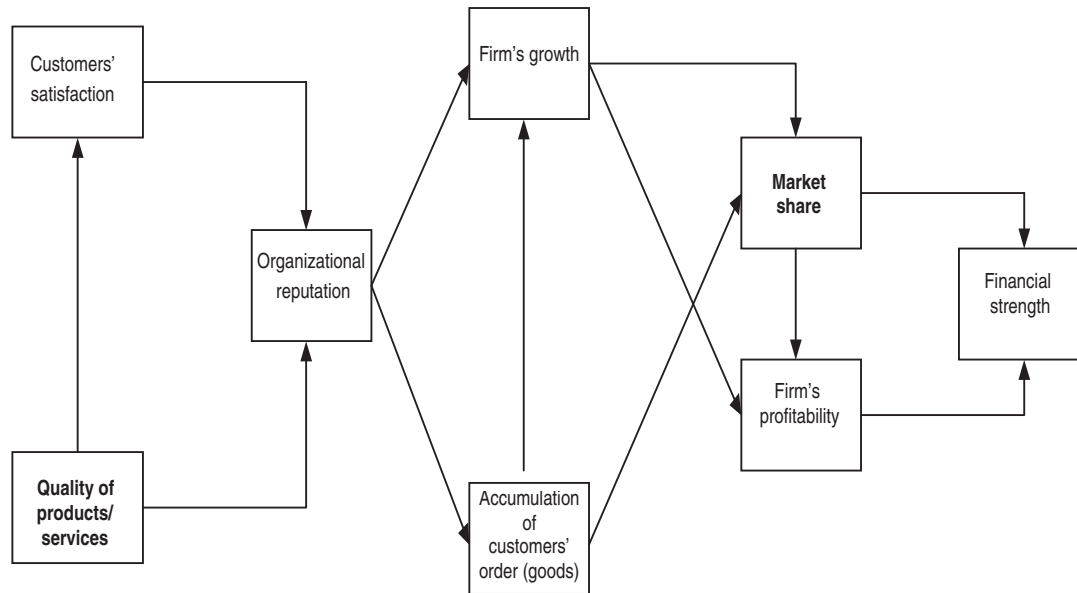 Customers'
satisfaction
Quality of
products/
services
Organizational
reputation
Firm's growth
Accumulation
of
customers'
order (goods)
Market
share
Firm's
profitability
Financial
strength